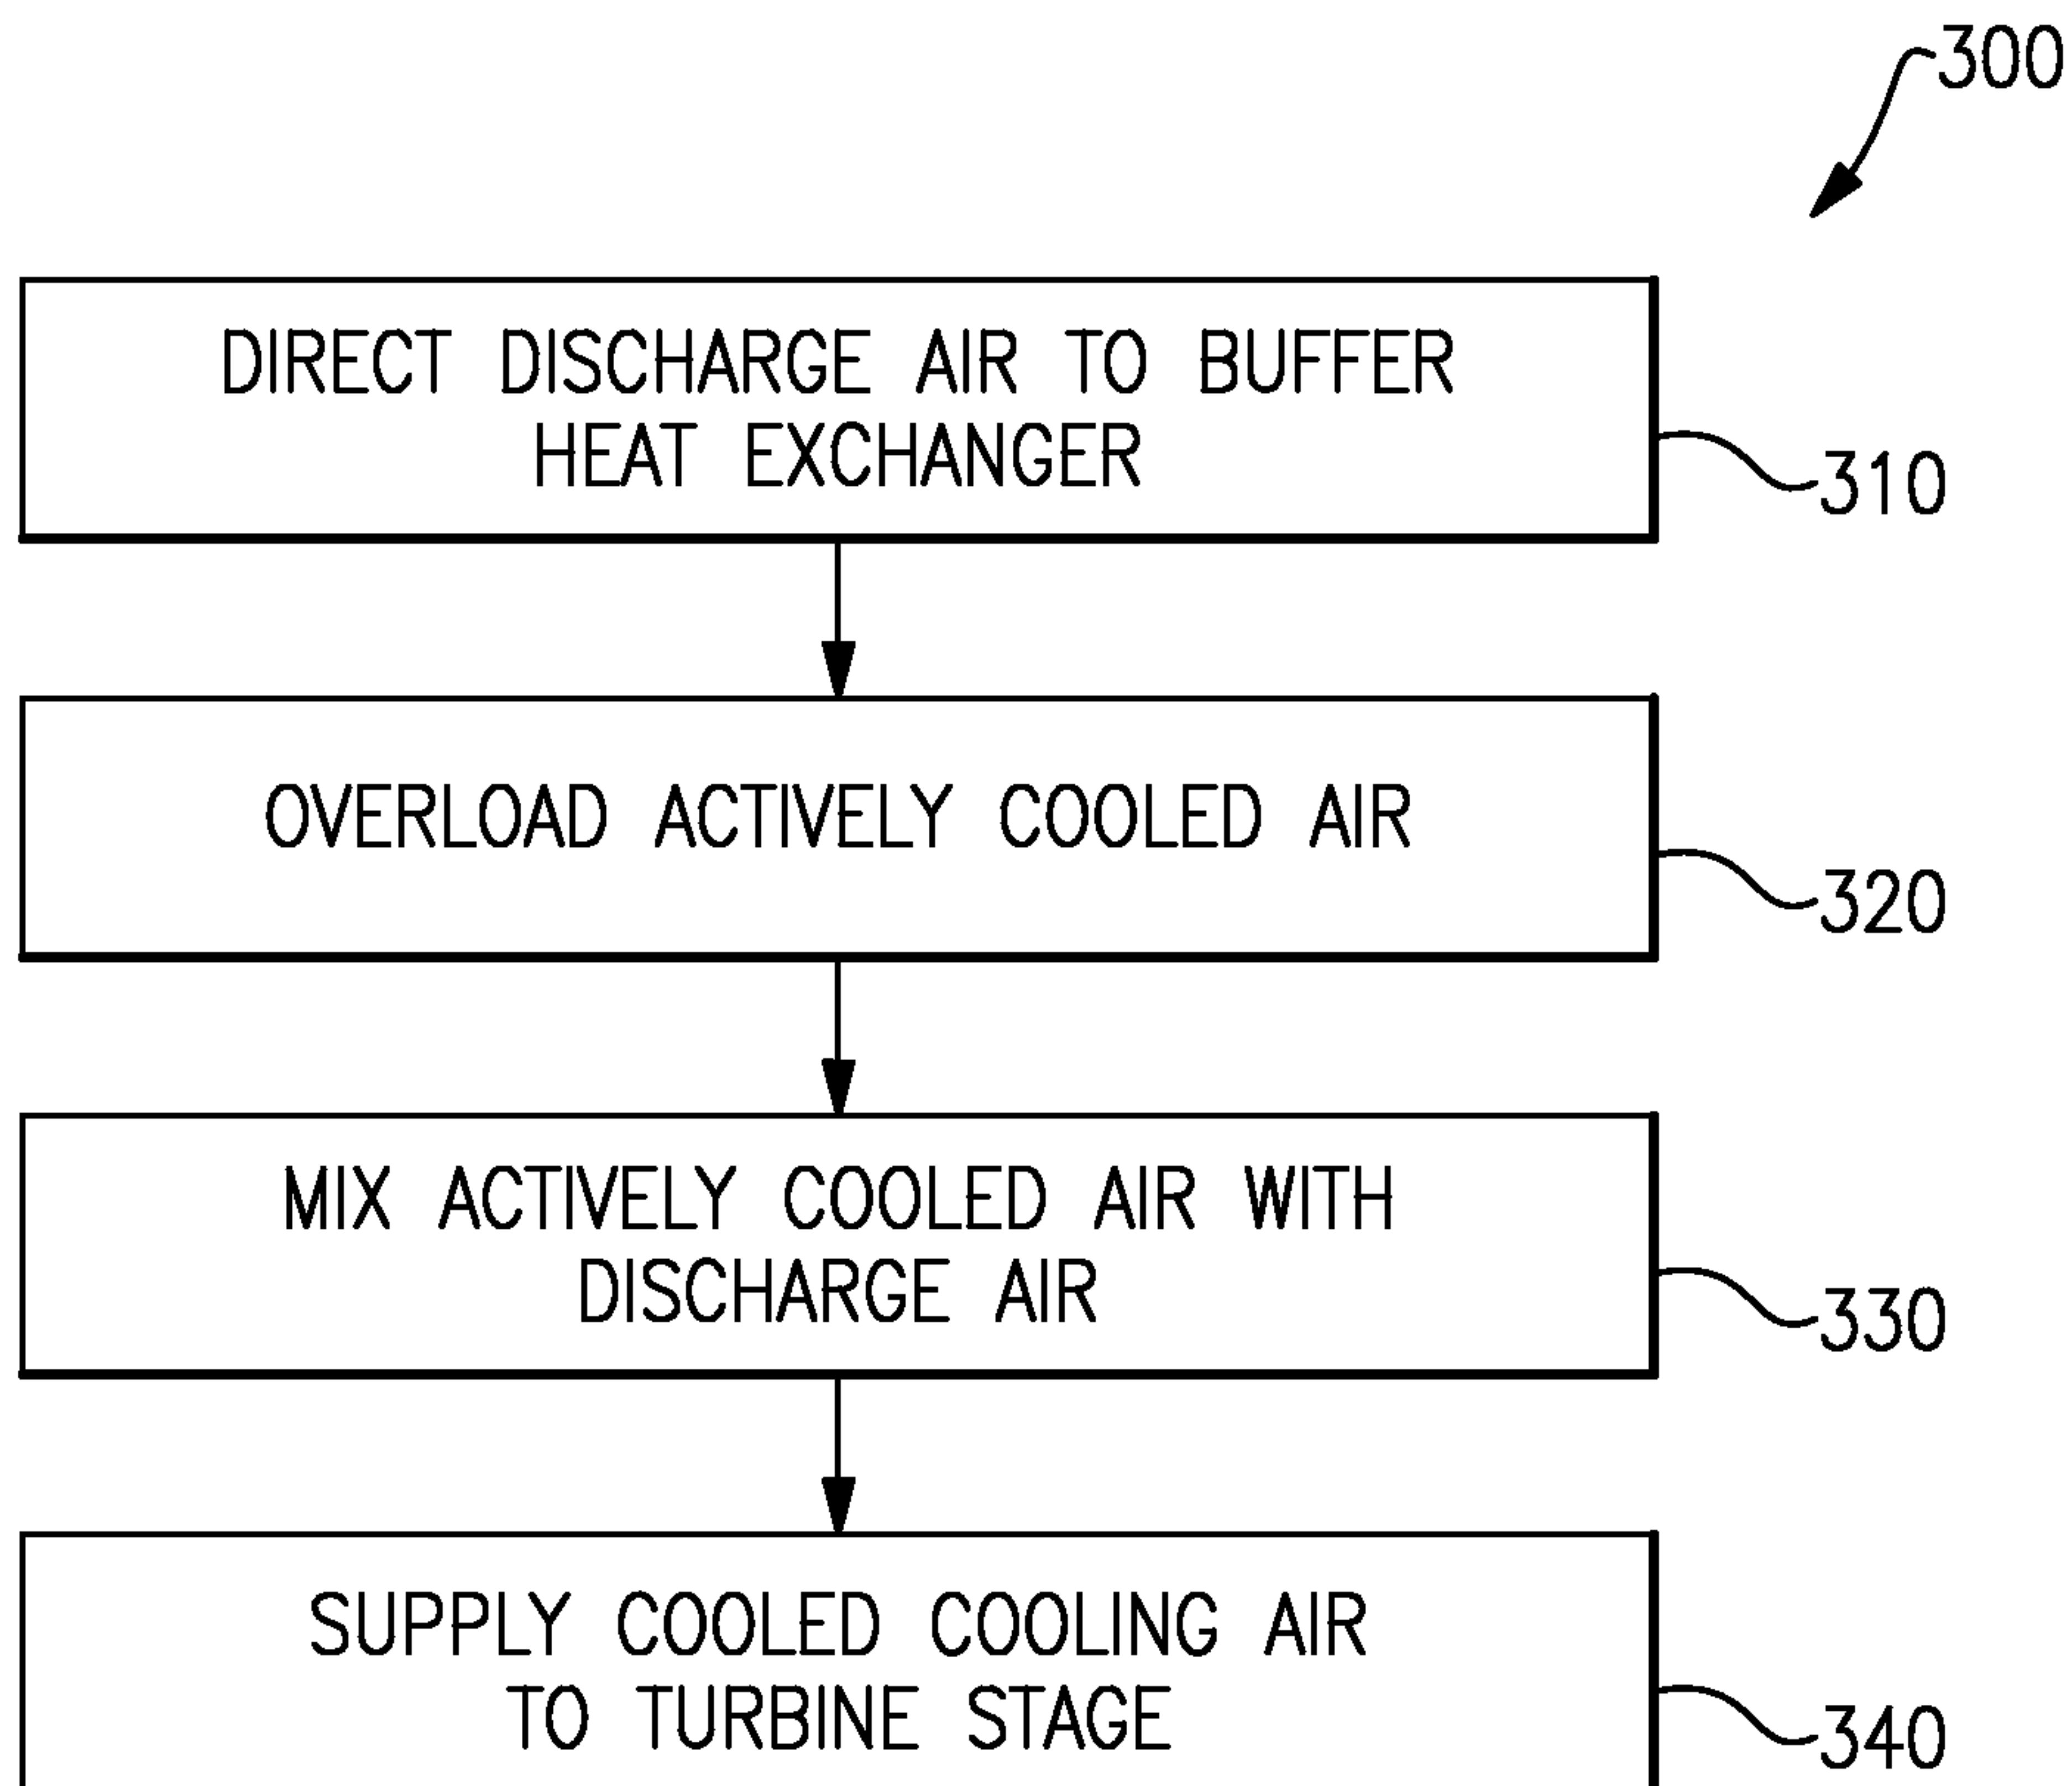 300
DIRECT DISCHARGE AIR TO BUFFER
HEAT EXCHANGER
310
OVERLOAD ACTIVELY COOLED AIR
320
MIX ACTIVELY COOLED AIR WITH
DISCHARGE AIR
330
SUPPLY COOLED COOLING AIR
TO TURBINE STAGE
340